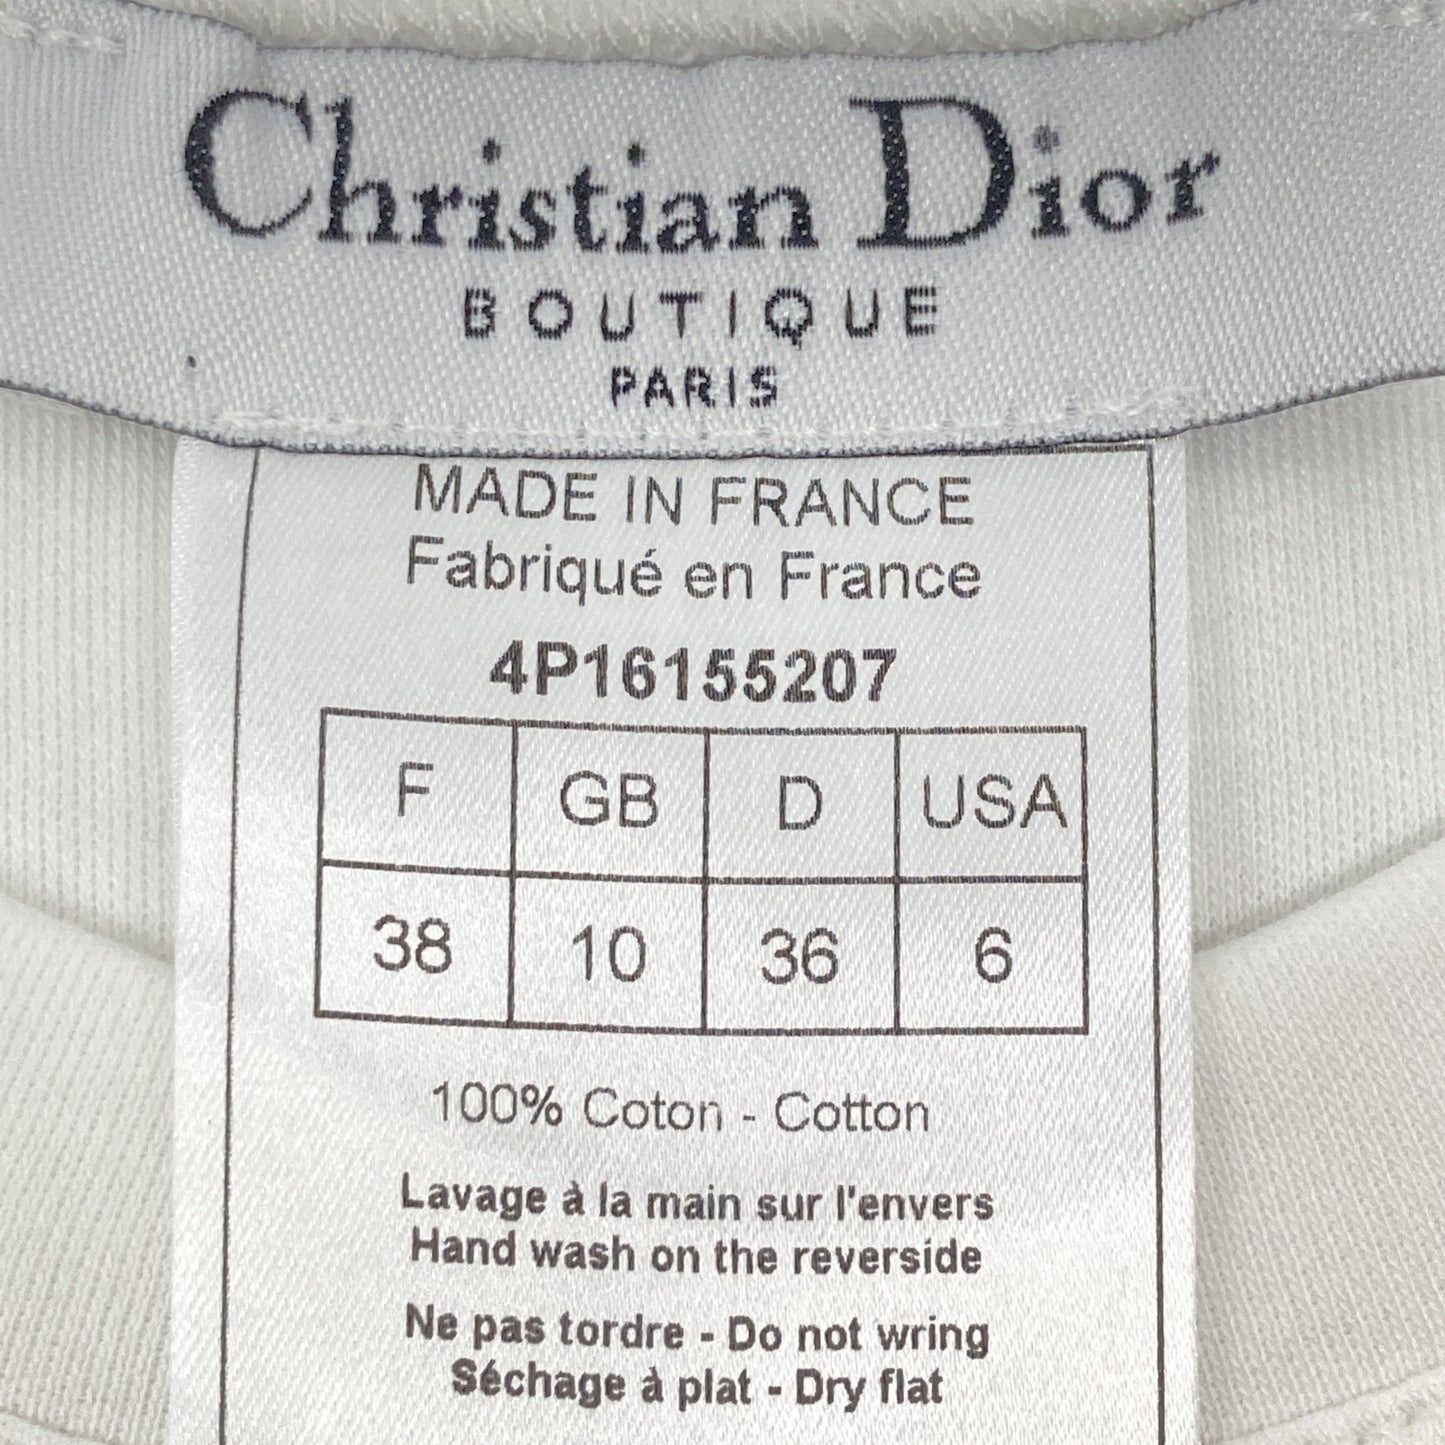 Christian Dior
BOUTIQUE
PARIS
MADE IN FRANCE
Fabriqué en France
4P16155207
F GB D USA
38 10 36 6
100% Coton - Cotton
Lavage à la main sur l'envers
Hand wash on the reverside
Ne pas tordre - Do not wring
Séchage à plat - Dry flat